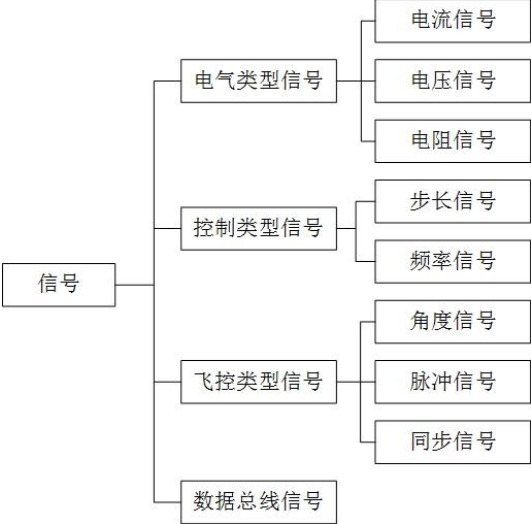 信号
电气类型信号
电流信号
电压信号
电阻信号
控制类型信号
步长信号
频率信号
飞控类型信号
角度信号
脉冲信号
同步信号
数据总线信号